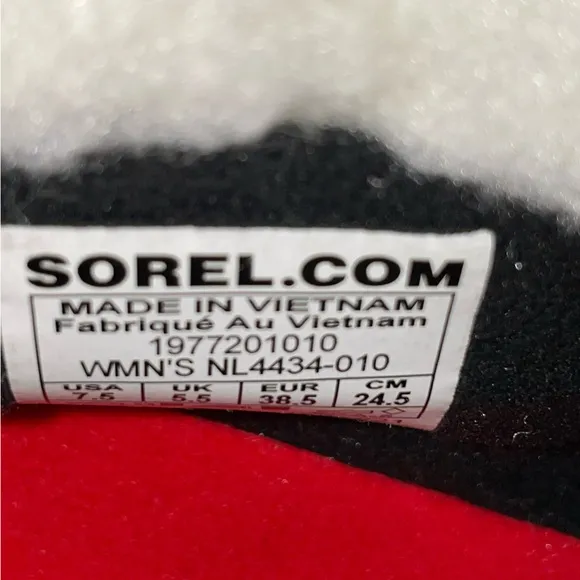 SOREL.COM
MADE IN VIETNAM
Fabriqué Au Vietnam
1977201010
WMN'S NL4434-010
USA UK EUR CM
7.5 5.5 38.5 24.5